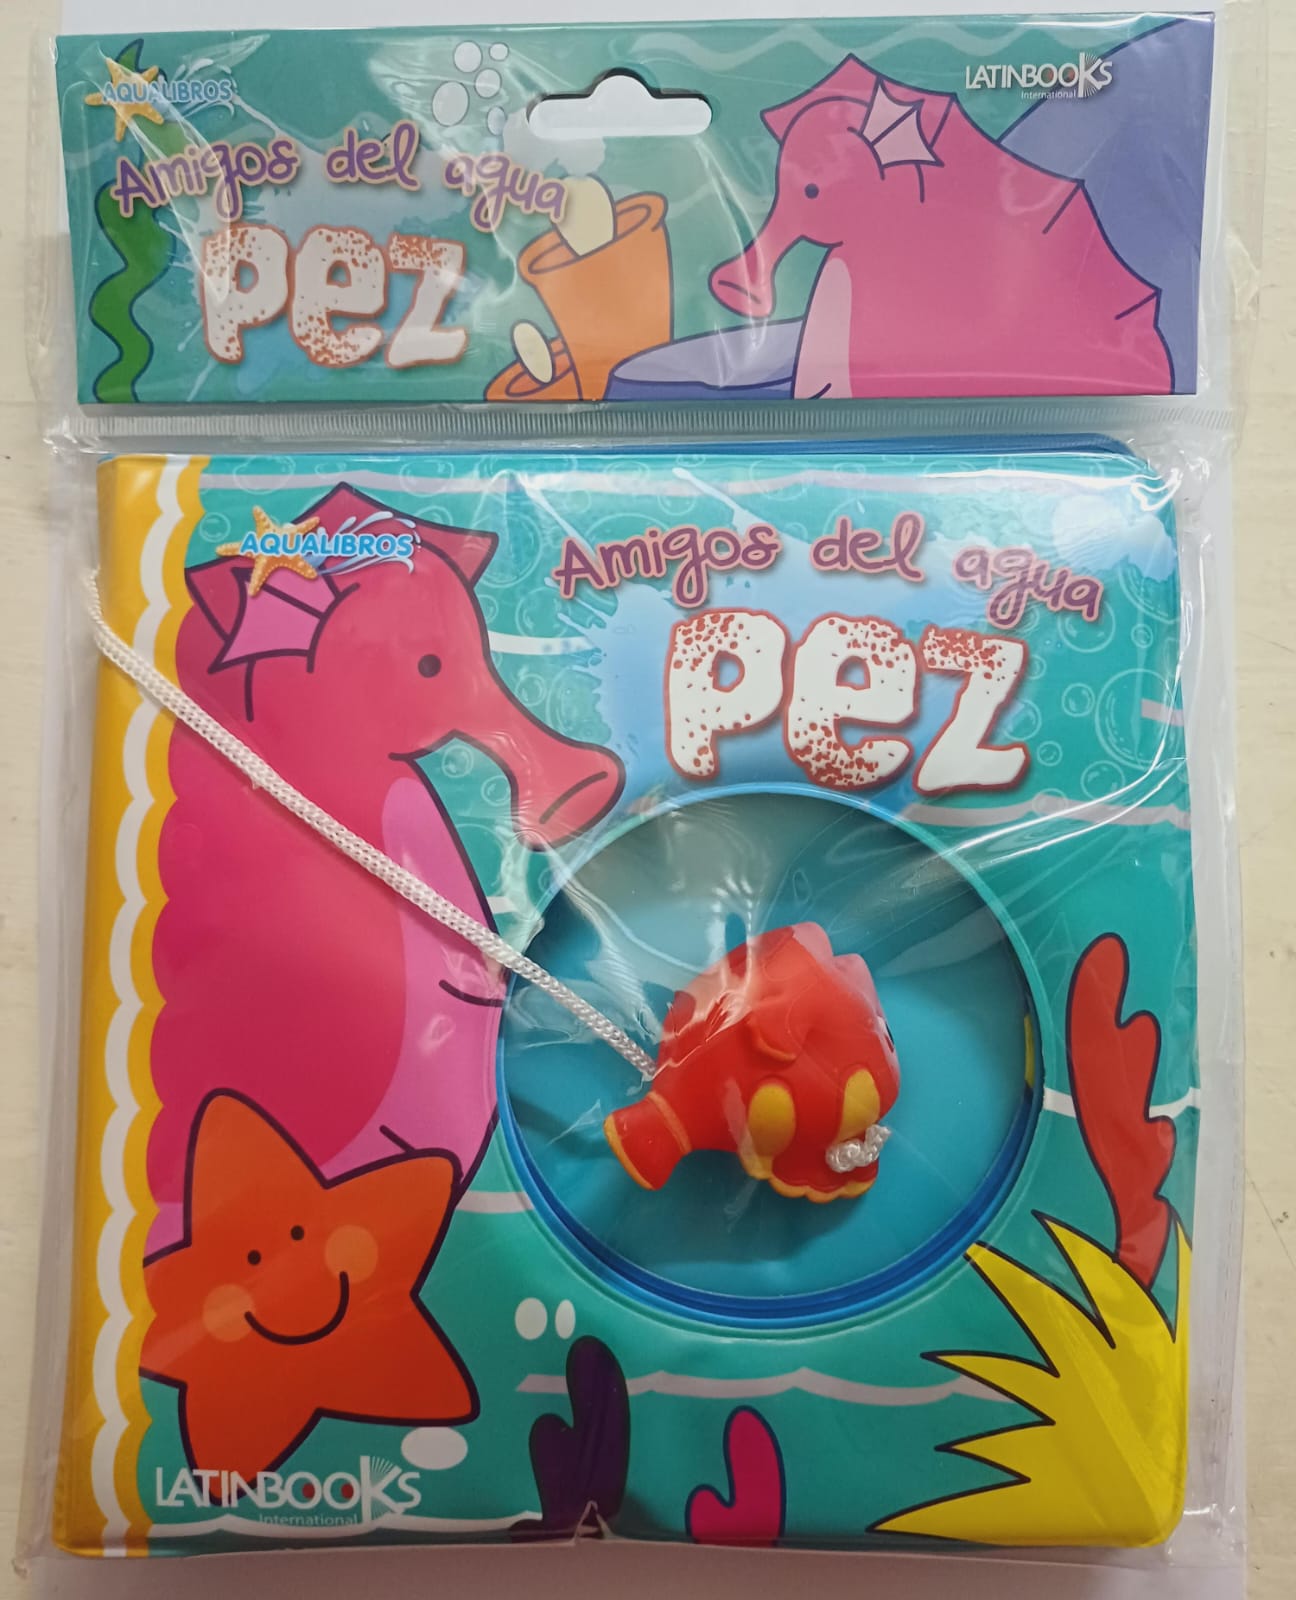 AQUALIBROS
LATINBOOKS
International
Amigos del agua
pez
AQUALIBROS
Amigos del agua
pez
LATINBOOKS
International